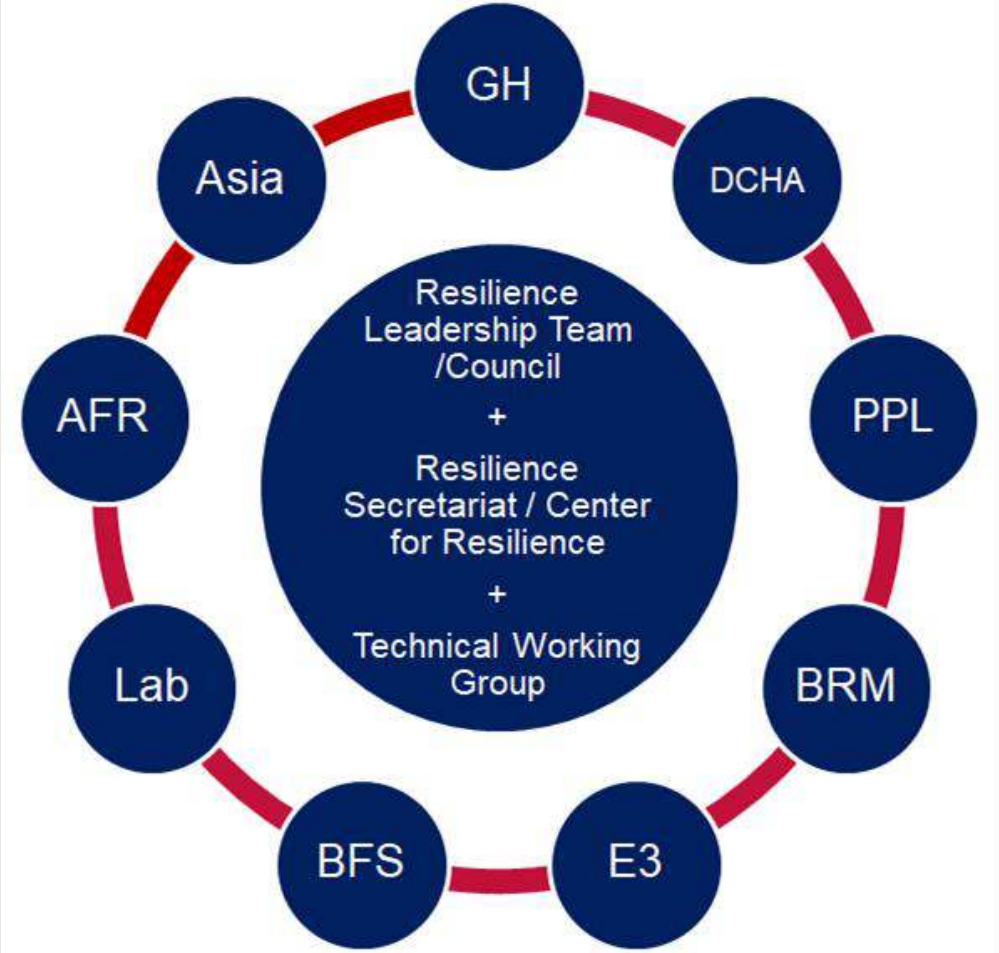 GH
DCHA
PPL
BRM
E3
BFS
Lab
AFR
Asia
Resilience
Leadership Team
/Council
+
Resilience
Secretariat / Center
for Resilience
+
Technical Working
Group